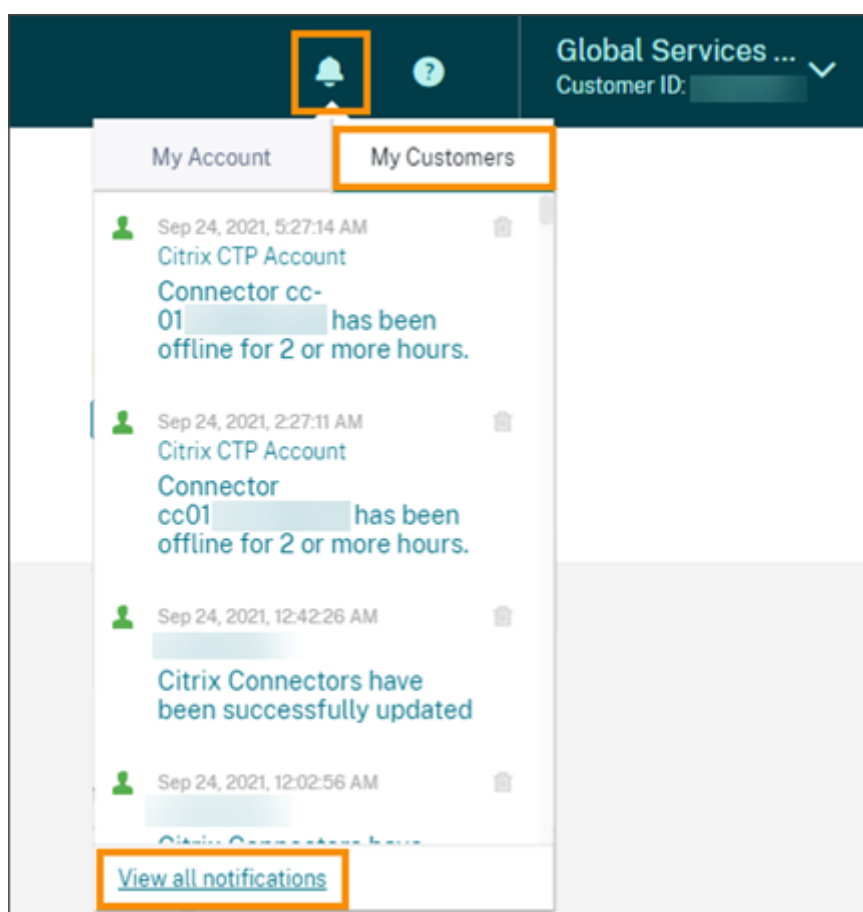 Global Services ...
Customer ID:
My Account
My Customers
Sep 24, 2021, 5:27:14 AM
Citrix CTP Account
Connector cc-
01 has been
offline for 2 or more hours.
Sep 24, 2021, 2:27:11 AM
Citrix CTP Account
Connector
cc01 has been
offline for 2 or more hours.
Sep 24, 2021, 12:42:26 AM
Citrix Connectors have
been successfully updated
Sep 24, 2021, 12:02:56 AM
Citrix Connectors have
View all notifications